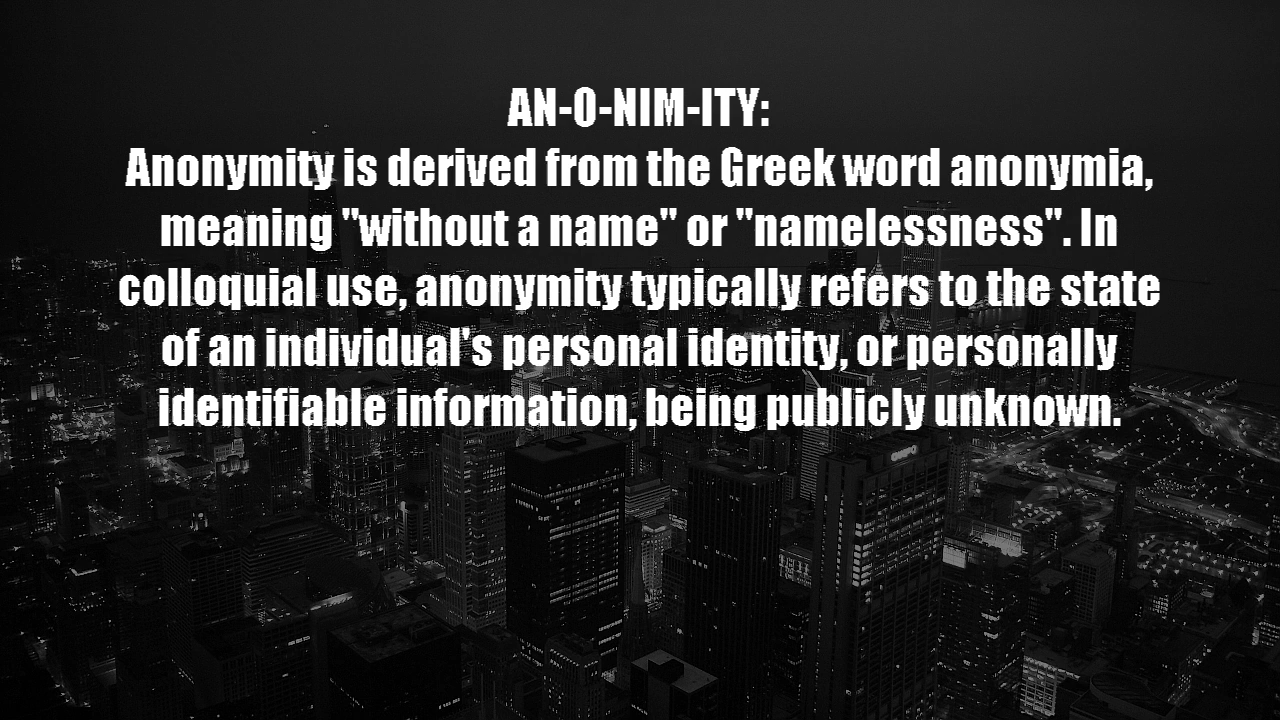 AN-O-NIM-ITY:
Anonymity is derived from the Greek word anonymia,
meaning "without a name" or "namelessness". In
colloquial use, anonymity typically refers to the state
of an individual's personal identity, or personally
identifiable information, being publicly unknown.